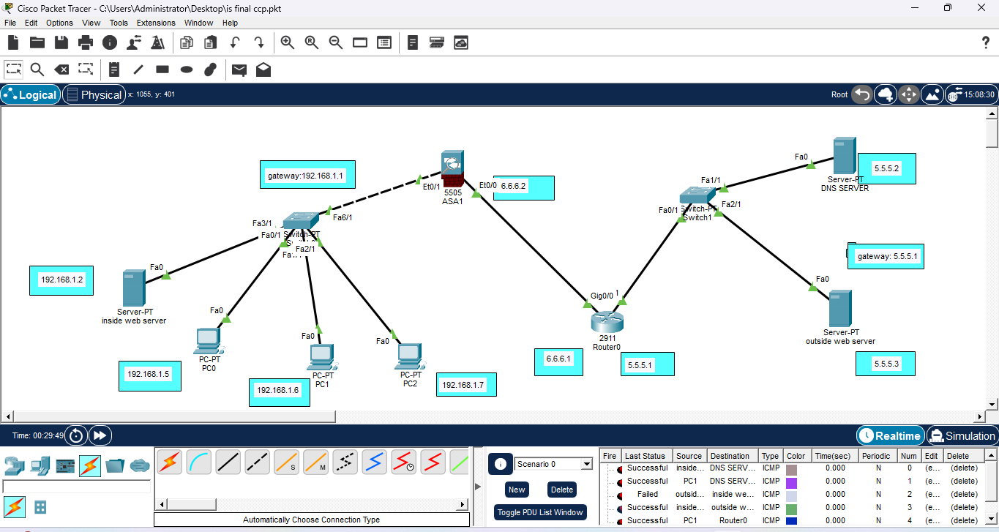 Cisco Packet Tracer - C:\Users\Administrator\Desktop\is final ccp.pkt
File Edit Options View Tools Extensions Window Help
?
Logical Physical x: 1055, y: 401 Root 15:08:30
gateway:192.168.1.1
5505
ASA1
Et0/1
Et0/0
6.6.6.2
Fa0
Server-PT
DNS SERVER
5.5.5.2
Fa1/1
Switch-PT
Switch1
Fa0/1
Fa2/1
Fa3/1
Fa6/1
Fa0/1
Switch-PT
Fa2/1
gateway: 5.5.5.1
192.168.1.2
Fa0
Server-PT
inside web server
Fa0
Server-PT
outside web server
5.5.5.3
Gig0/0
1
2911
Router0
6.6.6.1
5.5.5.1
Fa0
PC-PT
PC0
192.168.1.5
Fa0
PC-PT
PC1
192.168.1.6
Fa0
PC-PT
PC2
192.168.1.7
Time: 00:29:49 Realtime Simulation
S M
Automatically Choose Connection Type
Scenario 0
New Delete
Toggle PDU List Window
Fire Last Status Source Destination Type Color Time(sec) Periodic Num Edit Delete
Successful inside... DNS SERV... ICMP 0.000 N 0 (e... (delete)
Successful PC1 DNS SERV... ICMP 0.000 N 1 (e... (delete)
Failed outsid... inside we... ICMP 0.000 N 2 (e... (delete)
Successful inside... outside w... ICMP 0.000 N 3 (e... (delete)
Successful PC1 Router0 ICMP 0.000 N 4 (e... (delete)